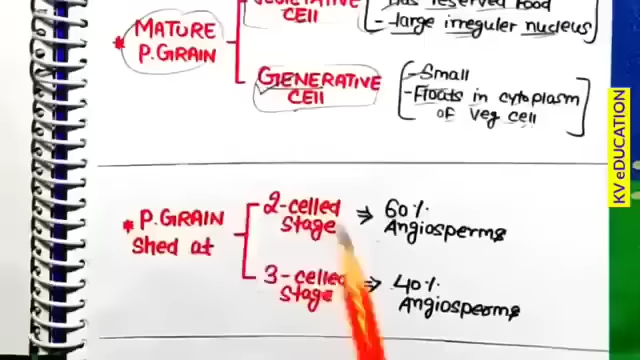 VEGETATIVE
CELL
- has reserved food
- large irreguler nucleus
* MATURE
P.GRAIN
GENERATIVE
CELL
- Small
- Floats in cytoplasm
of Veg cell
* P.GRAIN
Shed at
2-celled
Stage
⇒ 60%
Angiosperms
3-celled
Stage
⇒ 40%
Angiosperms
KV eDUCATION